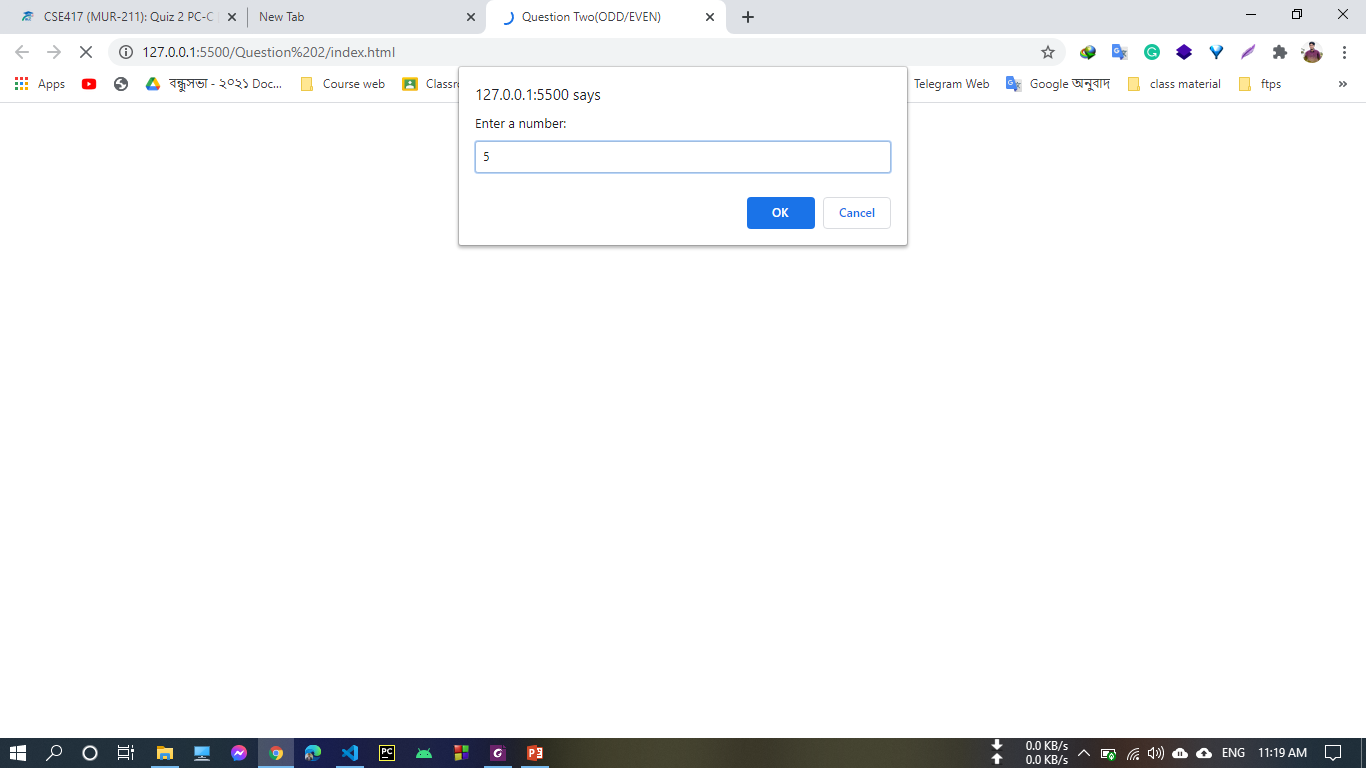 CSE417 (MUR-211): Quiz 2 PC-C
New Tab
Question Two(ODD/EVEN)
127.0.0.1:5500/Question%202/index.html
Apps
বন্ধুসভা - ২০২১ Doc...
Course web
Classr
Telegram Web
Google অনুবাদ
class material
ftps
127.0.0.1:5500 says
Enter a number:
5
OK
Cancel
0.0 KB/s
0.0 KB/s
ENG
11:19 AM